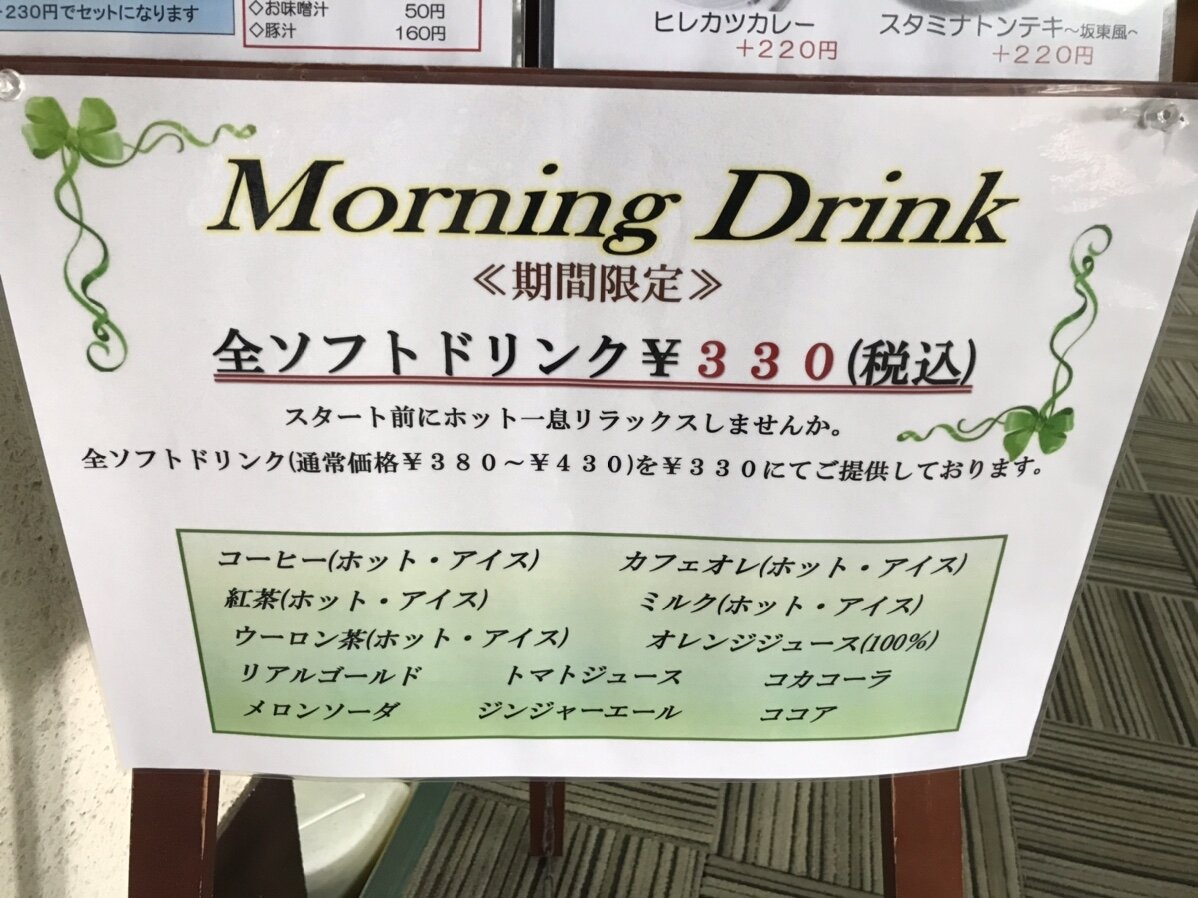 +230円でセットになります
◇お味噌汁 50円
◇豚汁 160円
ヒレカツカレー
+220円
スタミナトンテキ〜坂東風〜
+220円
Morning Drink
≪期間限定≫
全ソフトドリンク¥330(税込)
スタート前にホット一息リラックスしませんか。
全ソフトドリンク(通常価格¥380〜¥430)を¥330にてご提供しております。
コーヒー(ホット・アイス) カフェオレ(ホット・アイス)
紅茶(ホット・アイス) ミルク(ホット・アイス)
ウーロン茶(ホット・アイス) オレンジジュース(100%)
リアルゴールド トマトジュース コカコーラ
メロンソーダ ジンジャーエール ココア